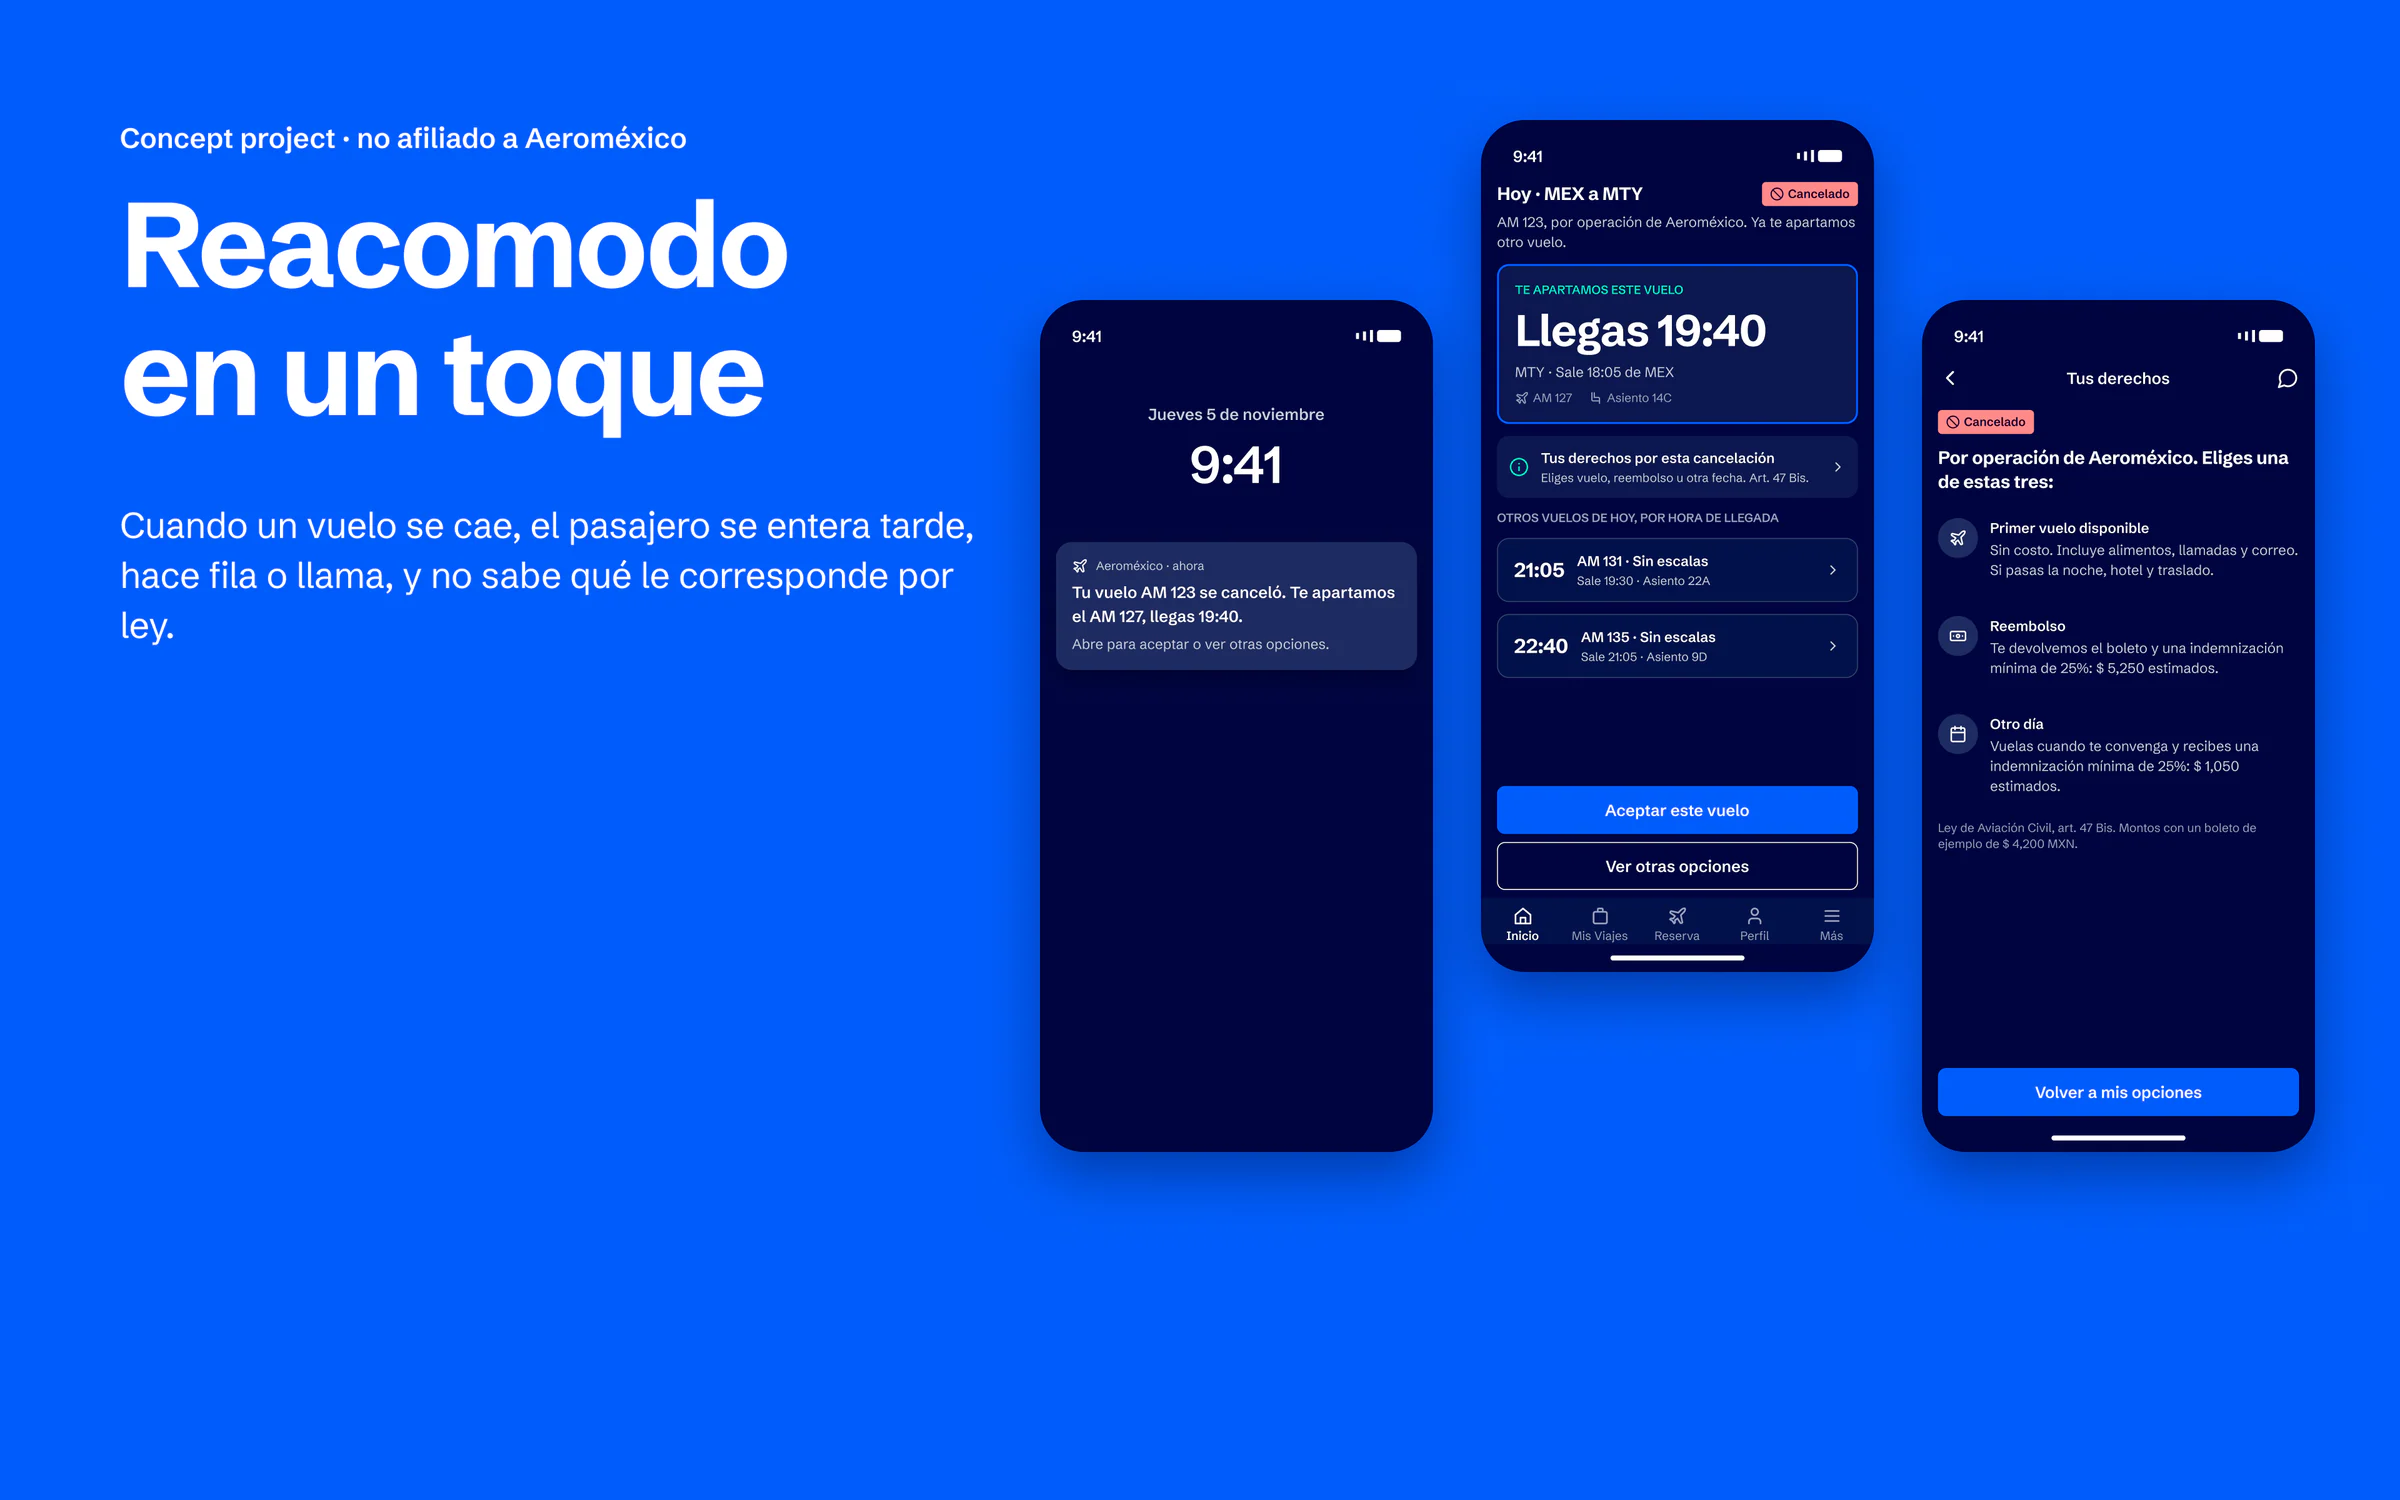 Concept project · no afiliado a Aeroméxico
Reacomodo
en un toque
Cuando un vuelo se cae, el pasajero se entera tarde,
hace fila o llama, y no sabe qué le corresponde por
ley.
9:41
Jueves 5 de noviembre
9:41
Aeroméxico · ahora
Tu vuelo AM 123 se canceló. Te apartamos
el AM 127, llegas 19:40.
Abre para aceptar o ver otras opciones.
9:41
Hoy · MEX a MTY
Cancelado
AM 123, por operación de Aeroméxico. Ya te apartamos
otro vuelo.
TE APARTAMOS ESTE VUELO
Llegas 19:40
MTY · Sale 18:05 de MEX
AM 127 Asiento 14C
Tus derechos por esta cancelación
Eliges vuelo, reembolso u otra fecha. Art. 47 Bis.
OTROS VUELOS DE HOY, POR HORA DE LLEGADA
21:05 AM 131 · Sin escalas
Sale 19:30 · Asiento 22A
22:40 AM 135 · Sin escalas
Sale 21:05 · Asiento 9D
Aceptar este vuelo
Ver otras opciones
Inicio Mis Viajes Reserva Perfil Más
9:41
Tus derechos
Cancelado
Por operación de Aeroméxico. Eliges una
de estas tres:
Primer vuelo disponible
Sin costo. Incluye alimentos, llamadas y correo.
Si pasas la noche, hotel y traslado.
Reembolso
Te devolvemos el boleto y una indemnización
mínima de 25%: $ 5,250 estimados.
Otro día
Vuelas cuando te convenga y recibes una
indemnización mínima de 25%: $ 1,050
estimados.
Ley de Aviación Civil, art. 47 Bis. Montos con un boleto de
ejemplo de $ 4,200 MXN.
Volver a mis opciones